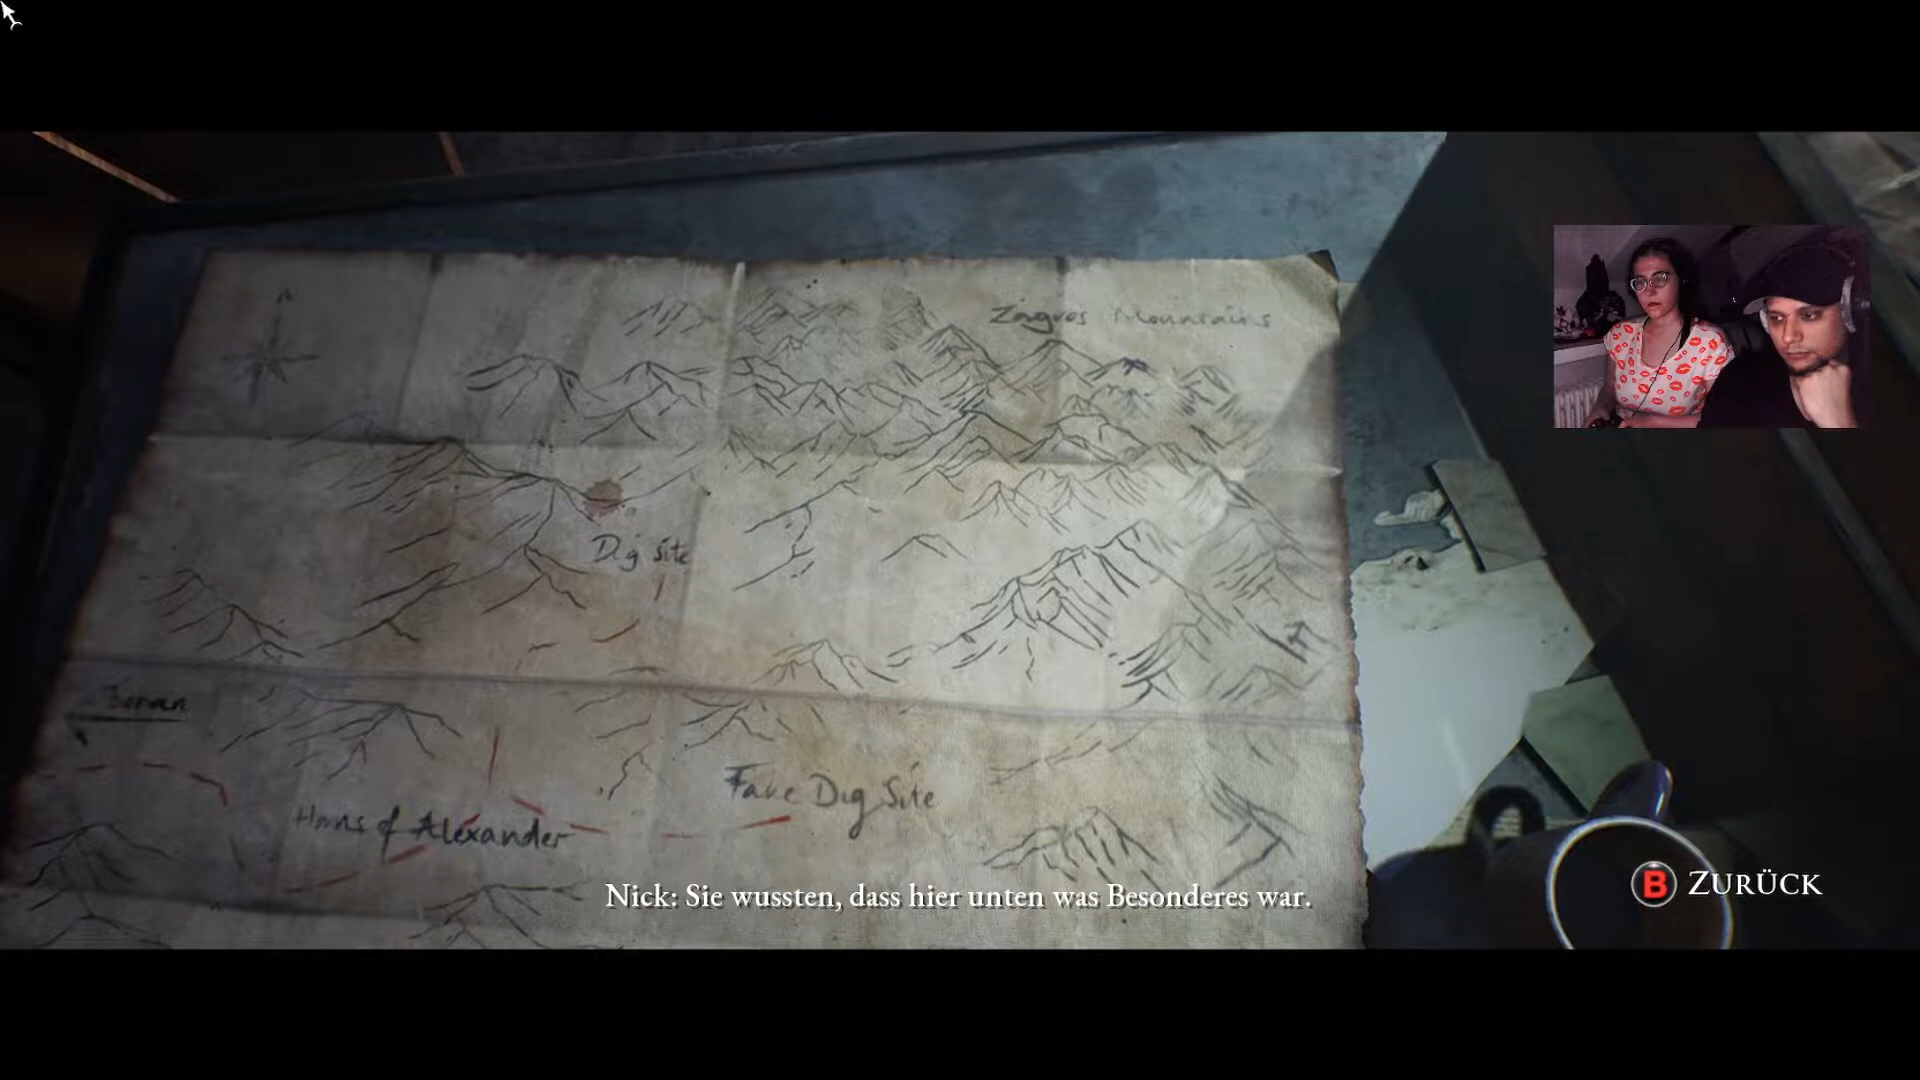 N
Zagros Mountains
Dig site
Fake Dig Site
Horns of Alexander
Nick: Sie wussten, dass hier unten was Besonderes war.
B ZURÜCK